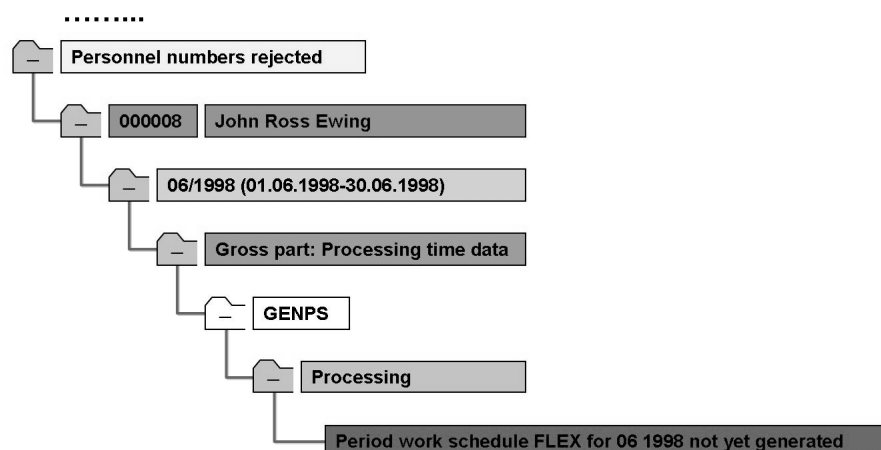 .........
Personnel numbers rejected
000008 John Ross Ewing
06/1998 (01.06.1998-30.06.1998)
Gross part: Processing time data
GENPS
Processing
Period work schedule FLEX for 06 1998 not yet generated